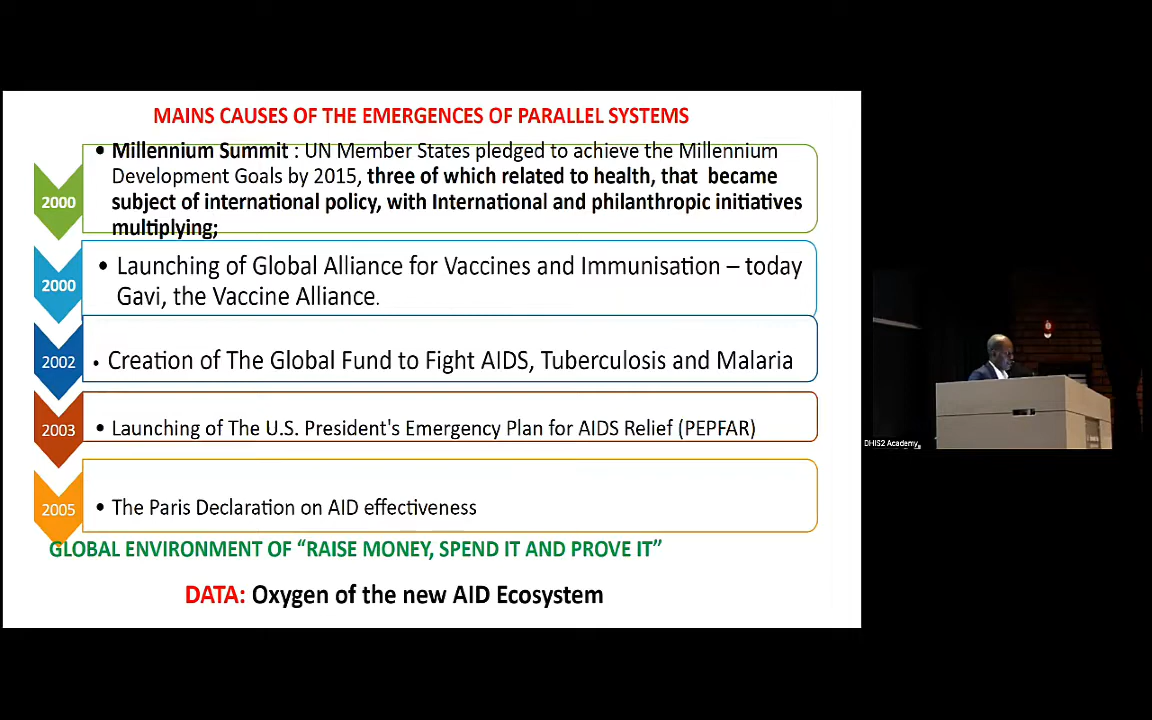 MAINS CAUSES OF THE EMERGENCES OF PARALLEL SYSTEMS
2000
• Millennium Summit : UN Member States pledged to achieve the Millennium
Development Goals by 2015, three of which related to health, that became
subject of international policy, with International and philanthropic initiatives
multiplying;
2000
• Launching of Global Alliance for Vaccines and Immunisation – today
Gavi, the Vaccine Alliance.
2002
• Creation of The Global Fund to Fight AIDS, Tuberculosis and Malaria
2003
• Launching of The U.S. President's Emergency Plan for AIDS Relief (PEPFAR)
2005
• The Paris Declaration on AID effectiveness
GLOBAL ENVIRONMENT OF “RAISE MONEY, SPEND IT AND PROVE IT”
DATA: Oxygen of the new AID Ecosystem
DHIS2 Academy